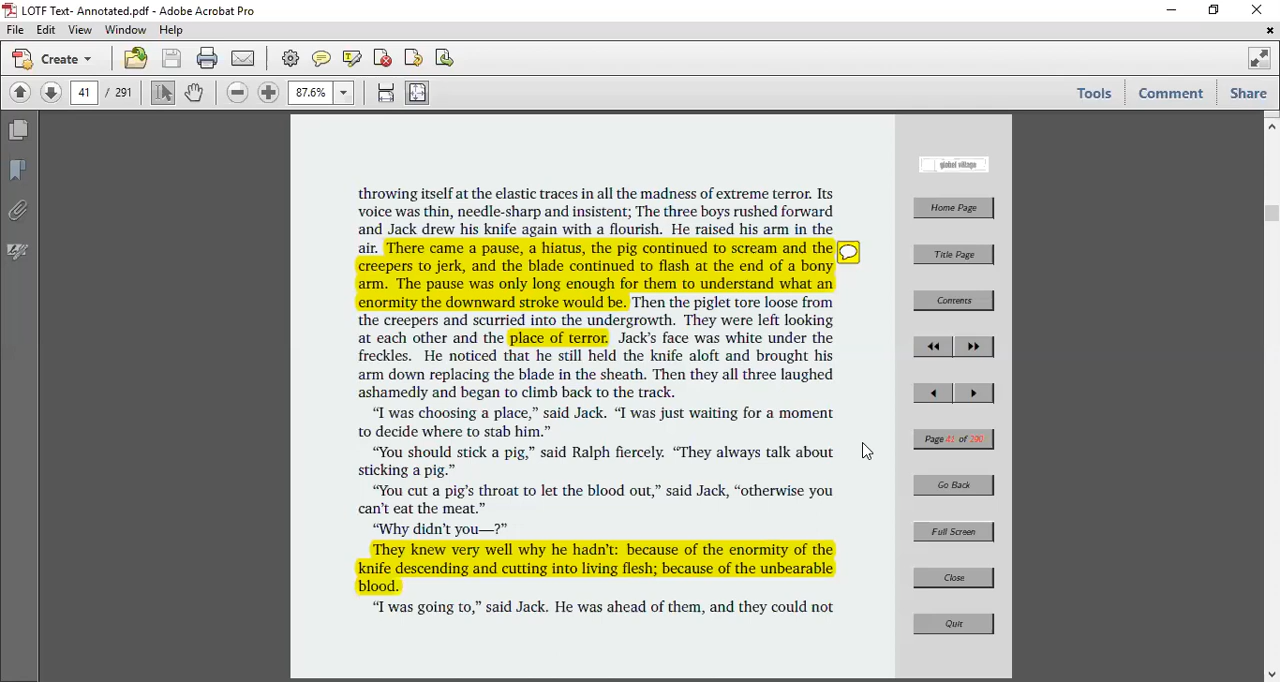 LOTF Text- Annotated.pdf - Adobe Acrobat Pro
File Edit View Window Help
Create
41 / 291 87.6% Tools Comment Share
global village
throwing itself at the elastic traces in all the madness of extreme terror. Its
voice was thin, needle-sharp and insistent; The three boys rushed forward
and Jack drew his knife again with a flourish. He raised his arm in the
air. There came a pause, a hiatus, the pig continued to scream and the
creepers to jerk, and the blade continued to flash at the end of a bony
arm. The pause was only long enough for them to understand what an
enormity the downward stroke would be. Then the piglet tore loose from
the creepers and scurried into the undergrowth. They were left looking
at each other and the place of terror. Jack’s face was white under the
freckles. He noticed that he still held the knife aloft and brought his
arm down replacing the blade in the sheath. Then they all three laughed
ashamedly and began to climb back to the track.
“I was choosing a place,” said Jack. “I was just waiting for a moment
to decide where to stab him.”
“You should stick a pig,” said Ralph fiercely. “They always talk about
sticking a pig.”
“You cut a pig’s throat to let the blood out,” said Jack, “otherwise you
can’t eat the meat.”
“Why didn’t you—?”
They knew very well why he hadn’t: because of the enormity of the
knife descending and cutting into living flesh; because of the unbearable
blood.
“I was going to,” said Jack. He was ahead of them, and they could not
Home Page
Title Page
Contents
Page 41 of 290
Go Back
Full Screen
Close
Quit